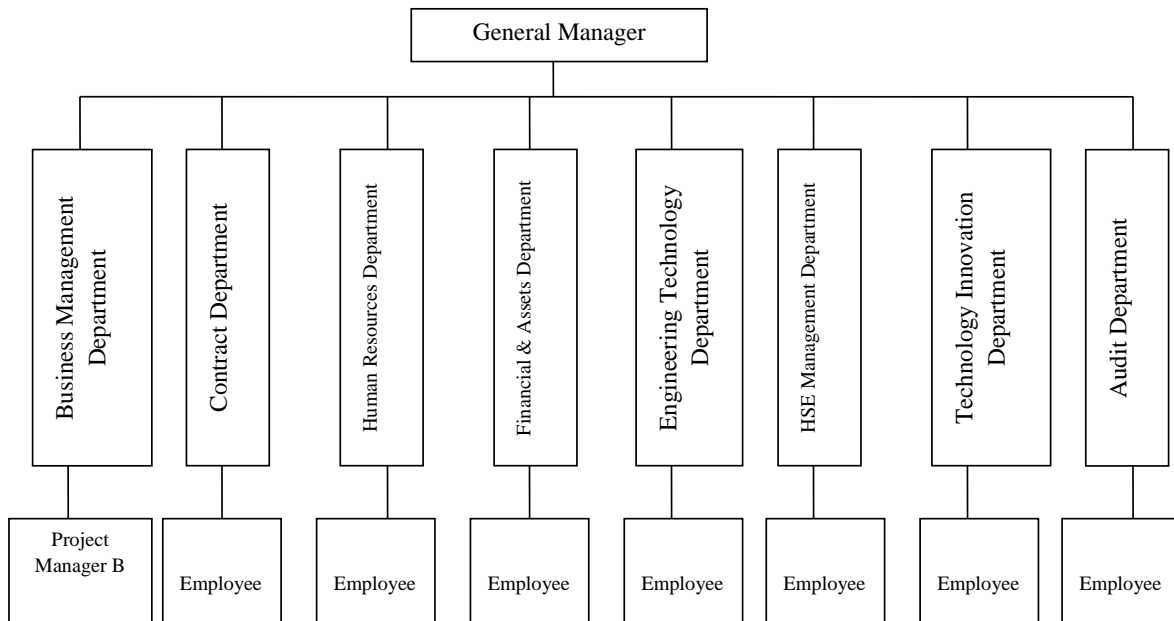 General Manager
Business Management
Department
Contract Department
Human Resources Department
Financial & Assets Department
Engineering Technology
Department
HSE Management Department
Technology Innovation
Department
Audit Department
Project
Manager B
Employee
Employee
Employee
Employee
Employee
Employee
Employee